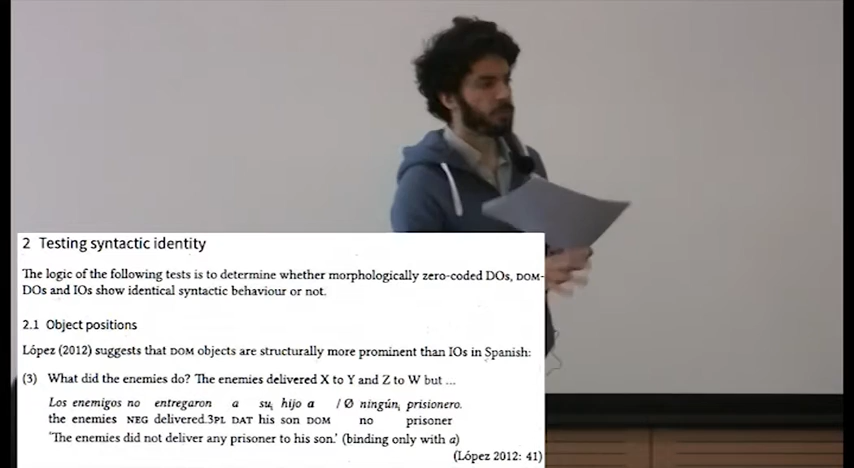 2 Testing syntactic identity
The logic of the following tests is to determine whether morphologically zero-coded DOs, DOM-
DOs and IOs show identical syntactic behaviour or not.
2.1 Object positions
López (2012) suggests that DOM objects are structurally more prominent than IOs in Spanish:
(3) What did the enemies do? The enemies delivered X to Y and Z to W but ...
Los enemigos no entregaron a suᵢ hijo a / Ø ningúnᵢ prisionero.
the enemies NEG delivered.3PL DAT his son DOM no prisoner
'The enemies did not deliver any prisoner to his son.' (binding only with a)
(López 2012: 41)